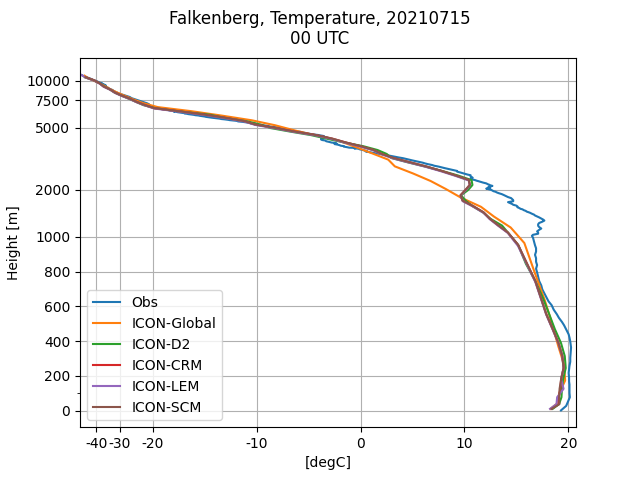 Falkenberg, Temperature, 20210715
00 UTC
Height [m]
10000
7500
5000
2000
1000
800
600
400
200
0
Obs
ICON-Global
ICON-D2
ICON-CRM
ICON-LEM
ICON-SCM
-40 -30 -20 -10 0 10 20
[degC]